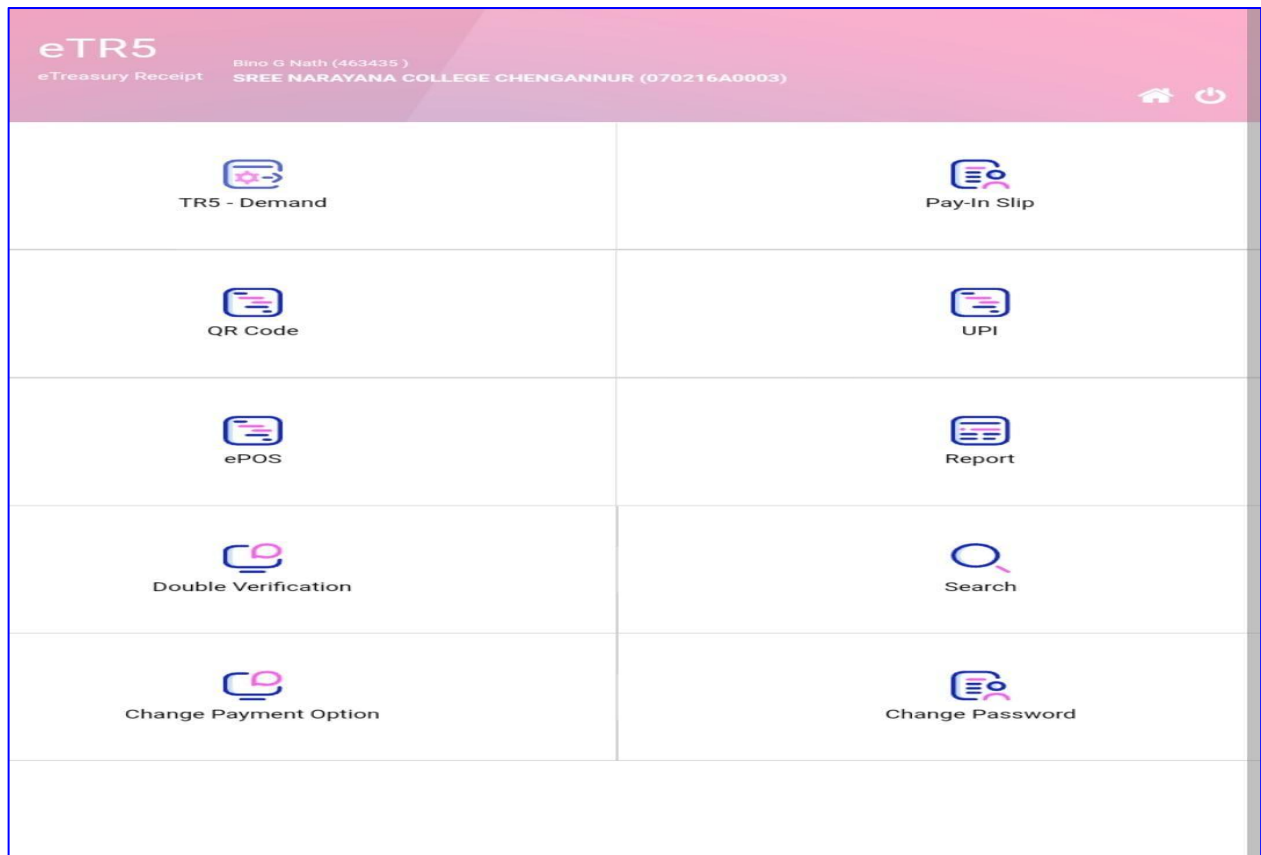 eTR5
Bino G Nath (463435 )
eTreasury Receipt SREE NARAYANA COLLEGE CHENGANNUR (070216A0003)
TR5 - Demand
Pay-In Slip
QR Code
UPI
ePOS
Report
Double Verification
Search
Change Payment Option
Change Password